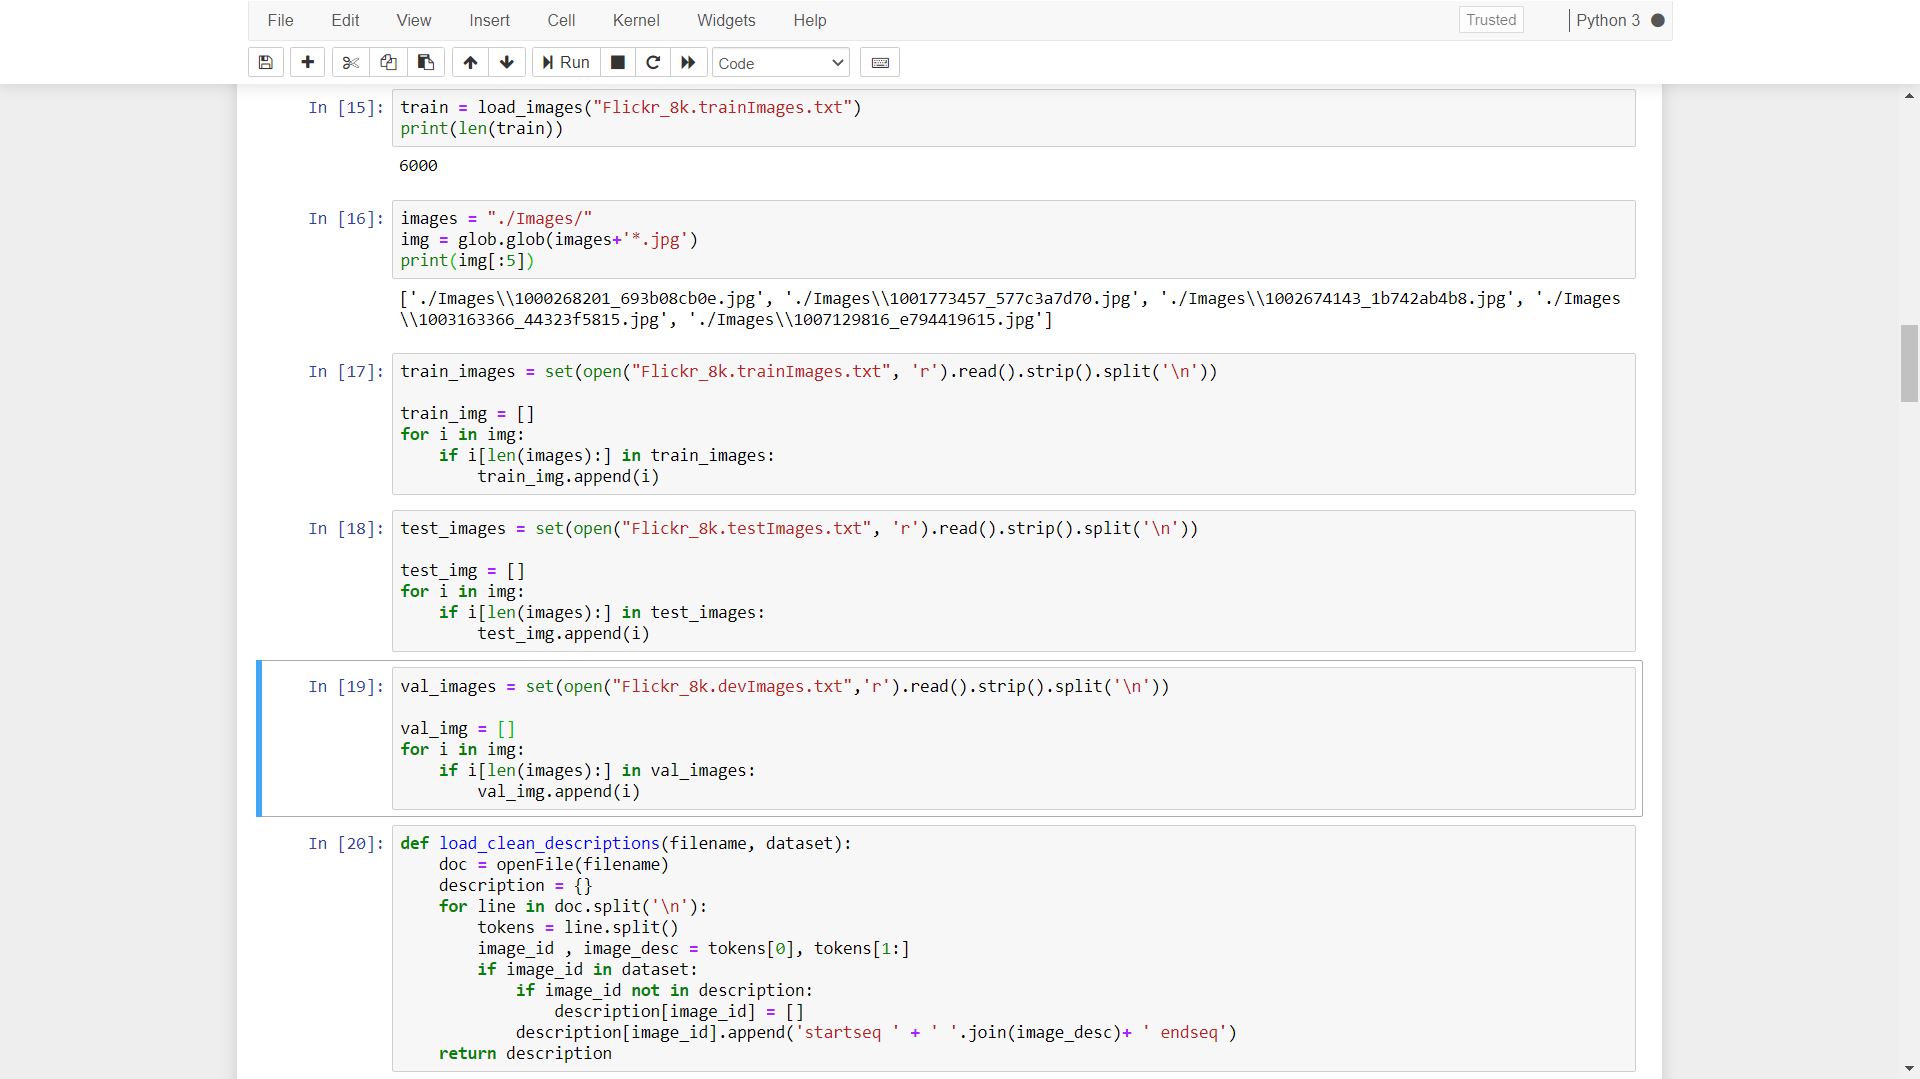 File Edit View Insert Cell Kernel Widgets Help Trusted Python 3
Run Code
In [15]: train = load_images("Flickr_8k.trainImages.txt")
print(len(train))
6000
In [16]: images = "./Images/"
img = glob.glob(images+'*.jpg')
print(img[:5])
['./Images\\1000268201_693b08cb0e.jpg', './Images\\1001773457_577c3a7d70.jpg', './Images\\1002674143_1b742ab4b8.jpg', './Images
\\1003163366_44323f5815.jpg', './Images\\1007129816_e794419615.jpg']
In [17]: train_images = set(open("Flickr_8k.trainImages.txt", 'r').read().strip().split('\n'))
train_img = []
for i in img:
    if i[len(images):] in train_images:
        train_img.append(i)
In [18]: test_images = set(open("Flickr_8k.testImages.txt", 'r').read().strip().split('\n'))
test_img = []
for i in img:
    if i[len(images):] in test_images:
        test_img.append(i)
In [19]: val_images = set(open("Flickr_8k.devImages.txt",'r').read().strip().split('\n'))
val_img = []
for i in img:
    if i[len(images):] in val_images:
        val_img.append(i)
In [20]: def load_clean_descriptions(filename, dataset):
    doc = openFile(filename)
    description = {}
    for line in doc.split('\n'):
        tokens = line.split()
        image_id , image_desc = tokens[0], tokens[1:]
        if image_id in dataset:
            if image_id not in description:
                description[image_id] = []
            description[image_id].append('startseq ' + ' '.join(image_desc)+ ' endseq')
    return description